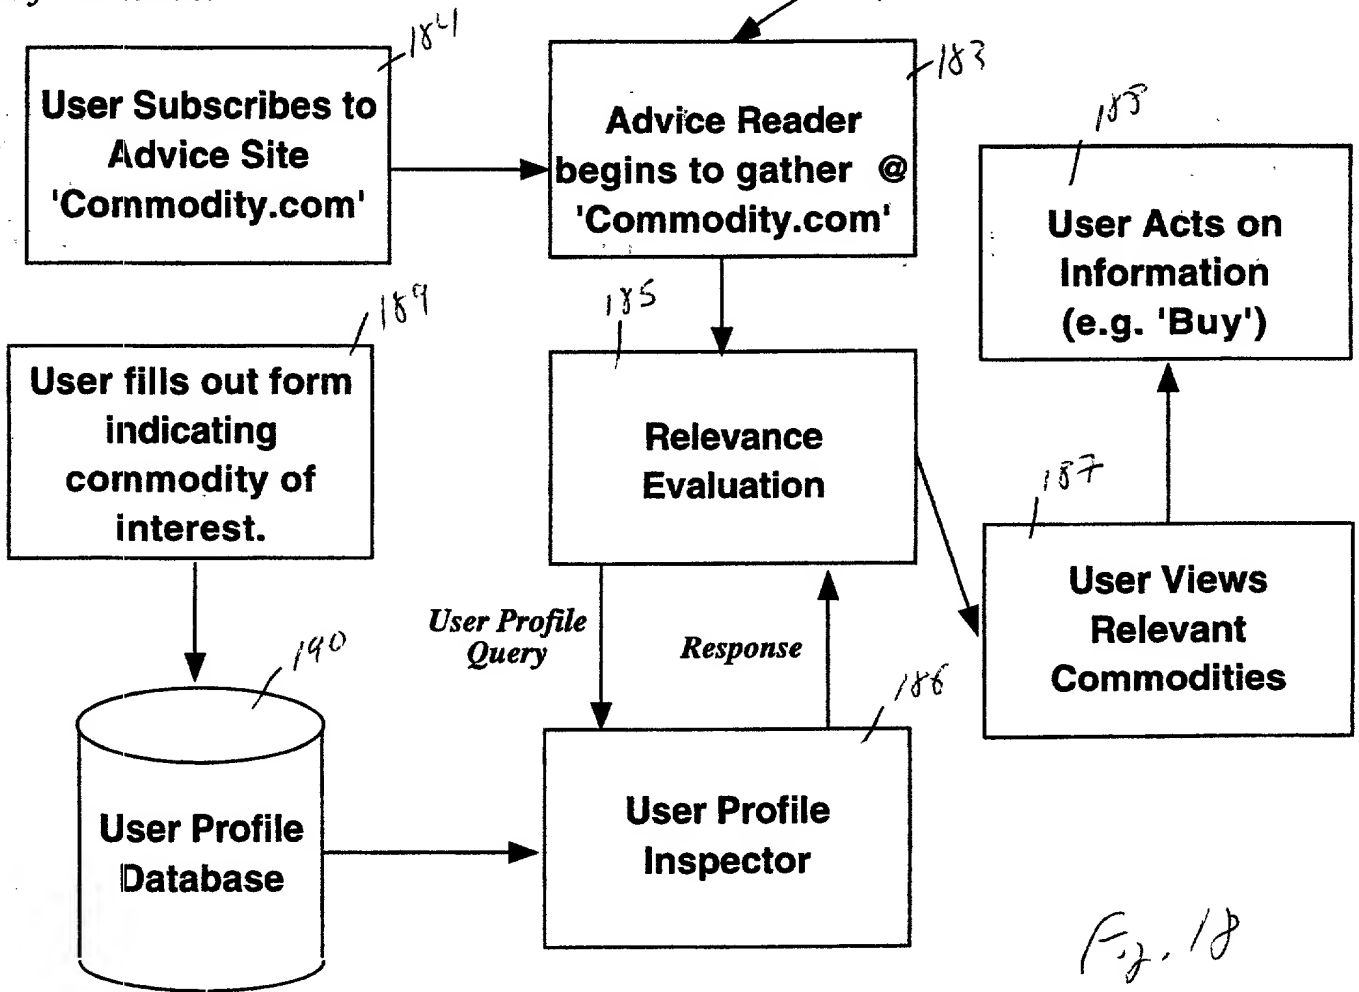 184
User Subscribes to
Advice Site
'Commodity.com'
183
Advice Reader
begins to gather @
'Commodity.com'
188
User Acts on
Information
(e.g. 'Buy')
189
User fills out form
indicating
commodity of
interest.
185
Relevance
Evaluation
187
User Views
Relevant
Commodities
User Profile
Query
Response
190
User Profile
Database
186
User Profile
Inspector
Fig. 18